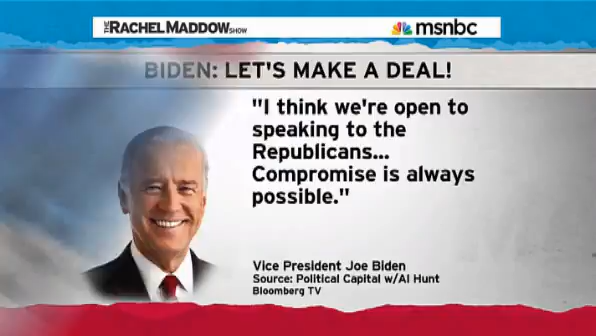 THE RACHEL MADDOW SHOW
msnbc
BIDEN: LET'S MAKE A DEAL!
"I think we're open to
speaking to the
Republicans...
Compromise is always
possible."
Vice President Joe Biden
Source: Political Capital w/Al Hunt
Bloomberg TV